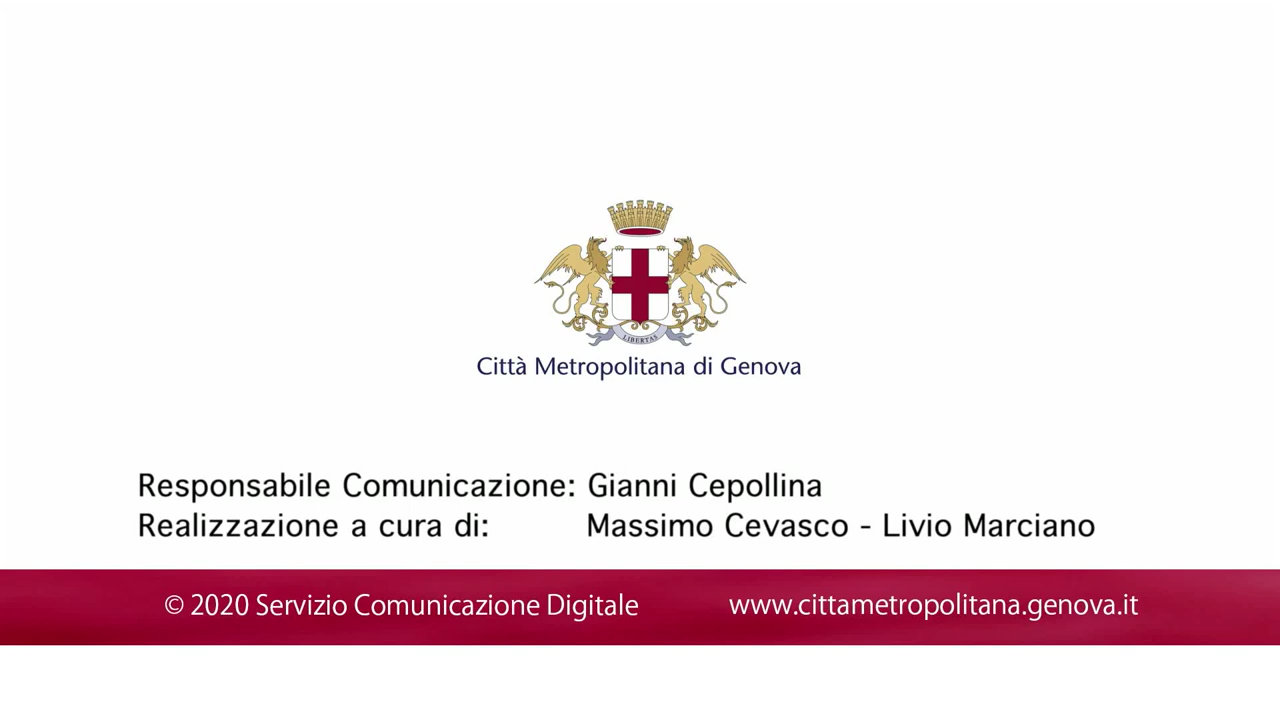 LIBERTAS
Città Metropolitana di Genova
Responsabile Comunicazione: Gianni Cepollina
Realizzazione a cura di: Massimo Cevasco - Livio Marciano
© 2020 Servizio Comunicazione Digitale www.cittametropolitana.genova.it